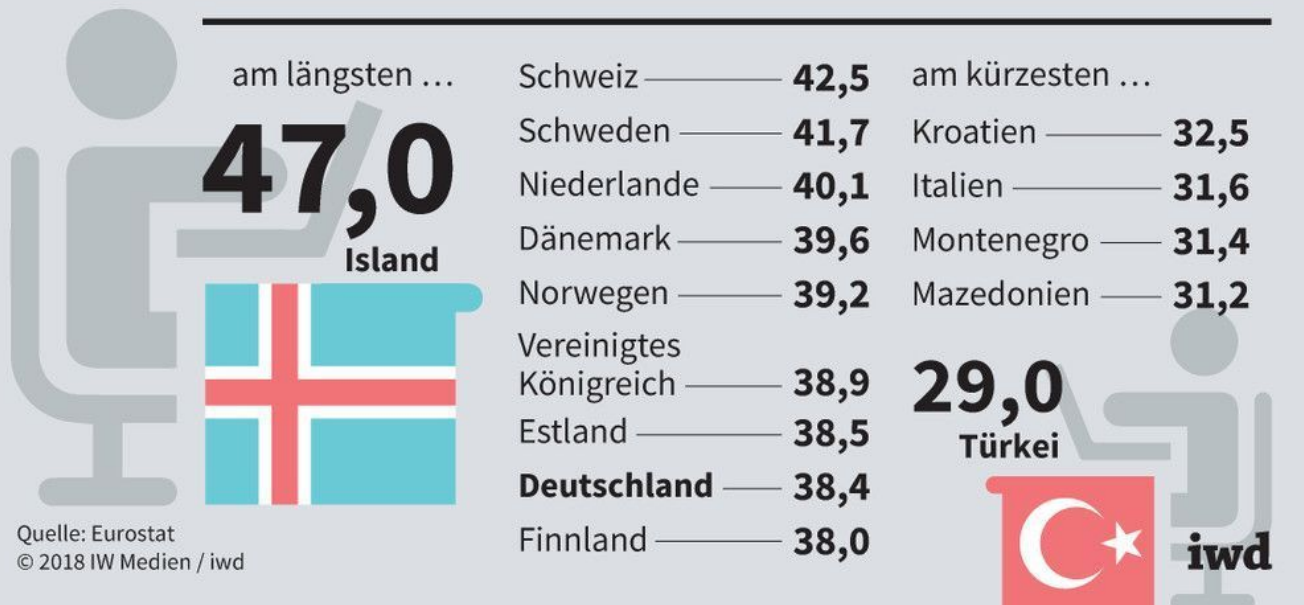 am längsten …
47,0
Island
Schweiz 42,5
Schweden 41,7
Niederlande 40,1
Dänemark 39,6
Norwegen 39,2
Vereinigtes
Königreich 38,9
Estland 38,5
Deutschland 38,4
Finnland 38,0
am kürzesten …
Kroatien 32,5
Italien 31,6
Montenegro 31,4
Mazedonien 31,2
29,0
Türkei
Quelle: Eurostat
© 2018 IW Medien / iwd
iwd